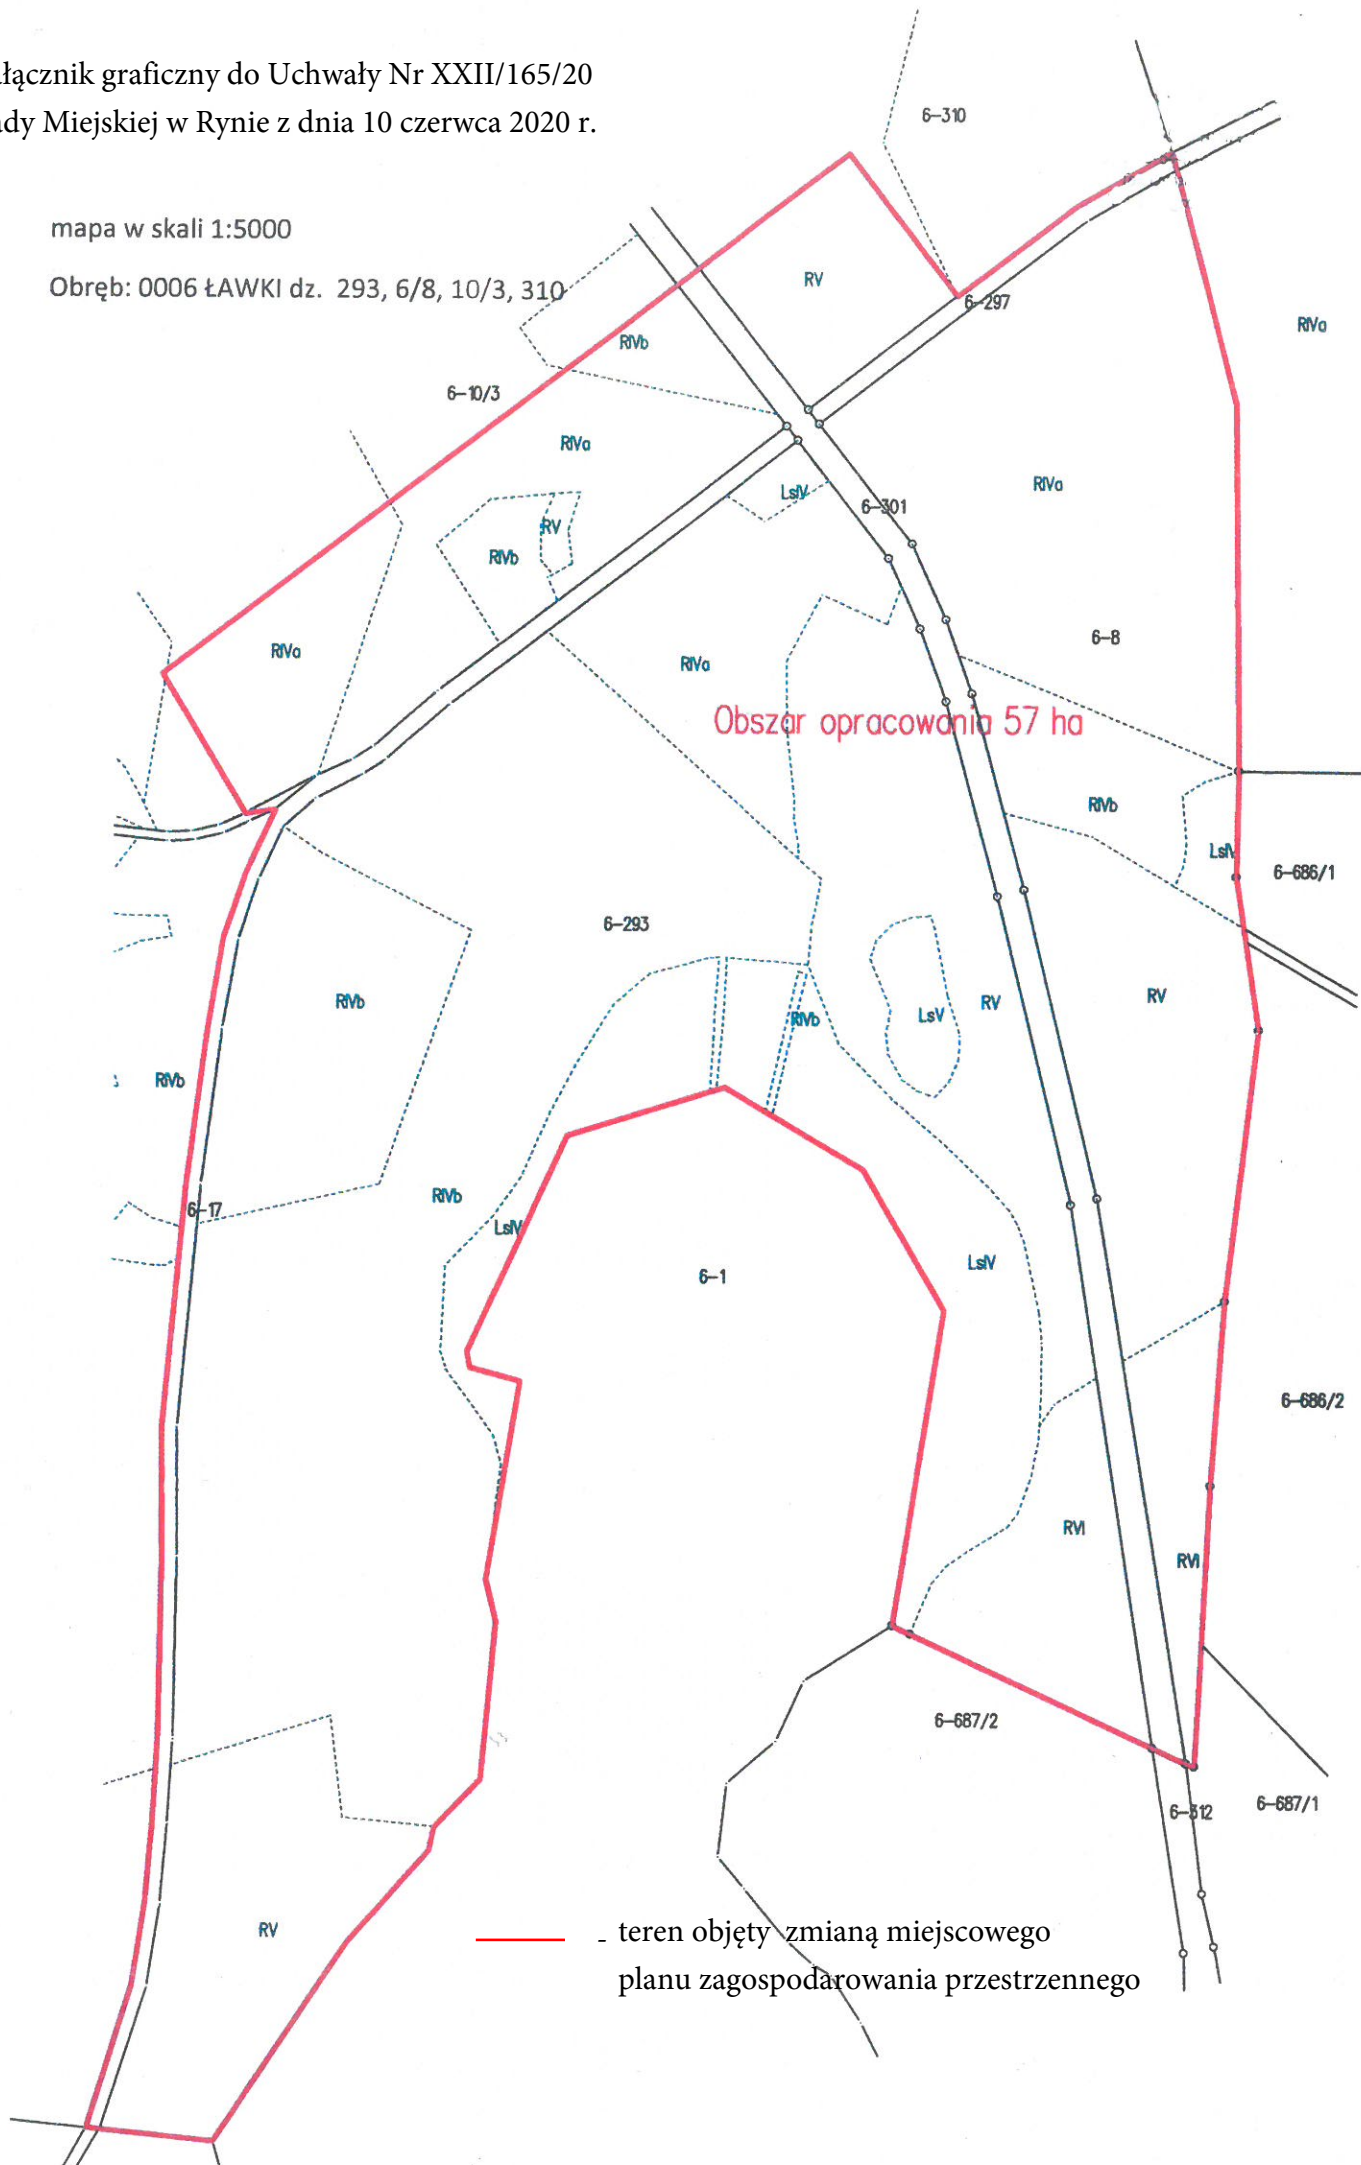 łącznik graficzny do Uchwały Nr XXII/165/20
ady Miejskiej w Rynie z dnia 10 czerwca 2020 r.
6-310
mapa w skali 1:5000
Obręb: 0006 ŁAWKI dz. 293, 6/8, 10/3, 310
RV
6-297
RIVa
RIVb
6-10/3
RIVa
RIVa
LsIV
6-301
RV
RIVb
6-8
RIVa
RIVa
Obszar opracowania 57 ha
RIVb
LsIV
6-686/1
6-293
RIVb
RV
RV
LsV
RIVb
RIVb
RIVb
6-17
LsIV
LsIV
6-1
6-686/2
RVI
RVI
6-687/2
6-687/1
6-312
RV
- teren objęty zmianą miejscowego
planu zagospodarowania przestrzennego